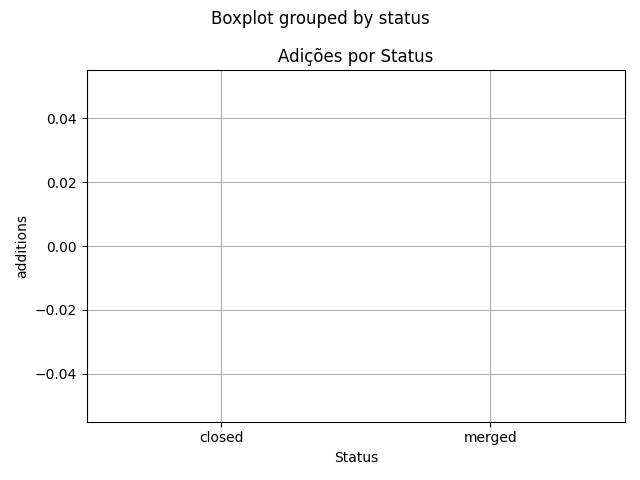 Boxplot grouped by status
Adições por Status
0.04
0.02
0.00
−0.02
−0.04
additions
closed
merged
Status